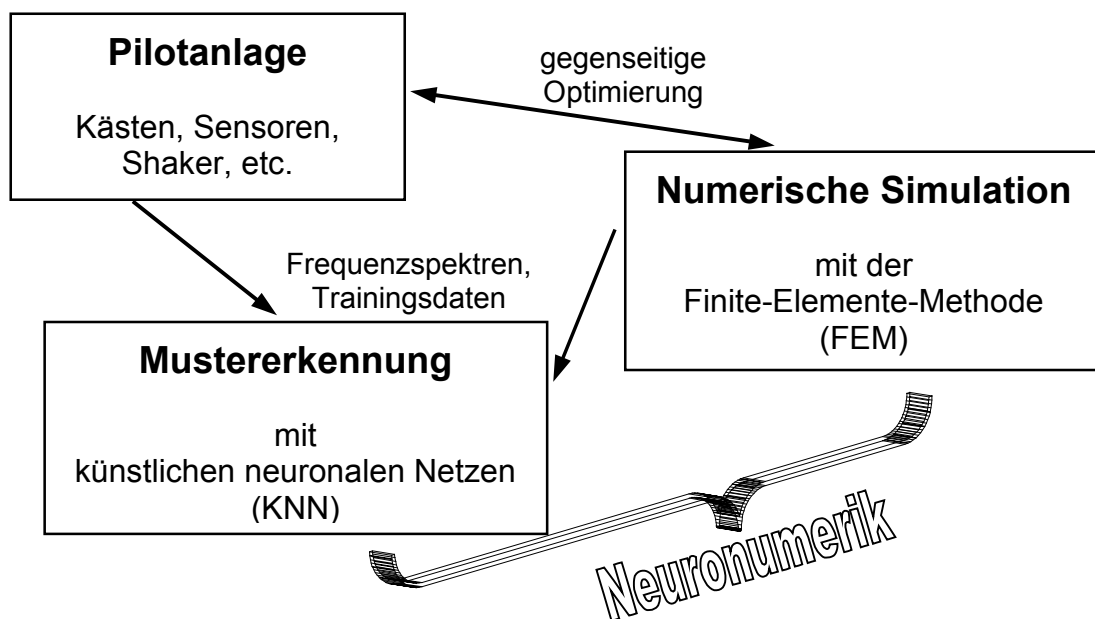 Pilotanlage
Kästen, Sensoren,
Shaker, etc.
gegenseitige
Optimierung
Numerische Simulation
mit der
Finite-Elemente-Methode
(FEM)
Frequenzspektren,
Trainingsdaten
Mustererkennung
mit
künstlichen neuronalen Netzen
(KNN)
Neuronumerik